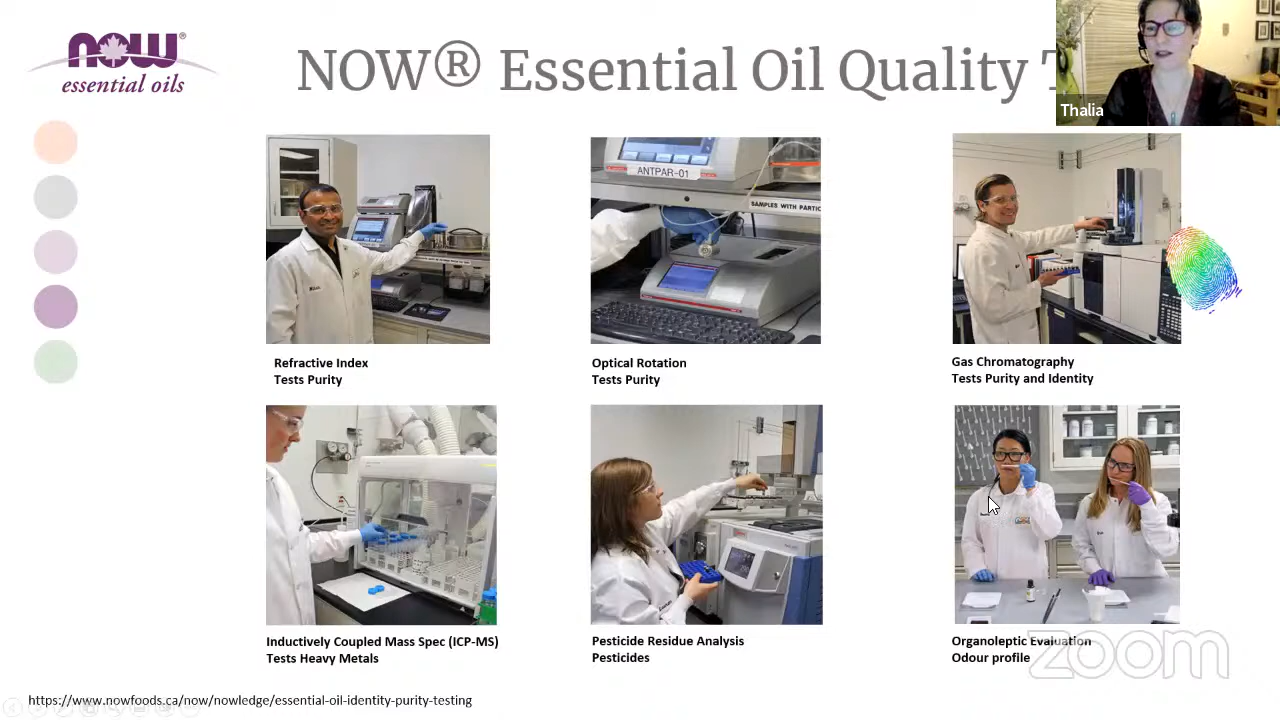 now®
essential oils
NOW® Essential Oil Quality T
Thalia
ANTPAR-01
SAMPLES WITH PARTIC
Refractive Index
Tests Purity
Optical Rotation
Tests Purity
Gas Chromatography
Tests Purity and Identity
Inductively Coupled Mass Spec (ICP-MS)
Tests Heavy Metals
Pesticide Residue Analysis
Pesticides
Organoleptic Evaluation
Odour profile
zoom
https://www.nowfoods.ca/now/nowledge/essential-oil-identity-purity-testing